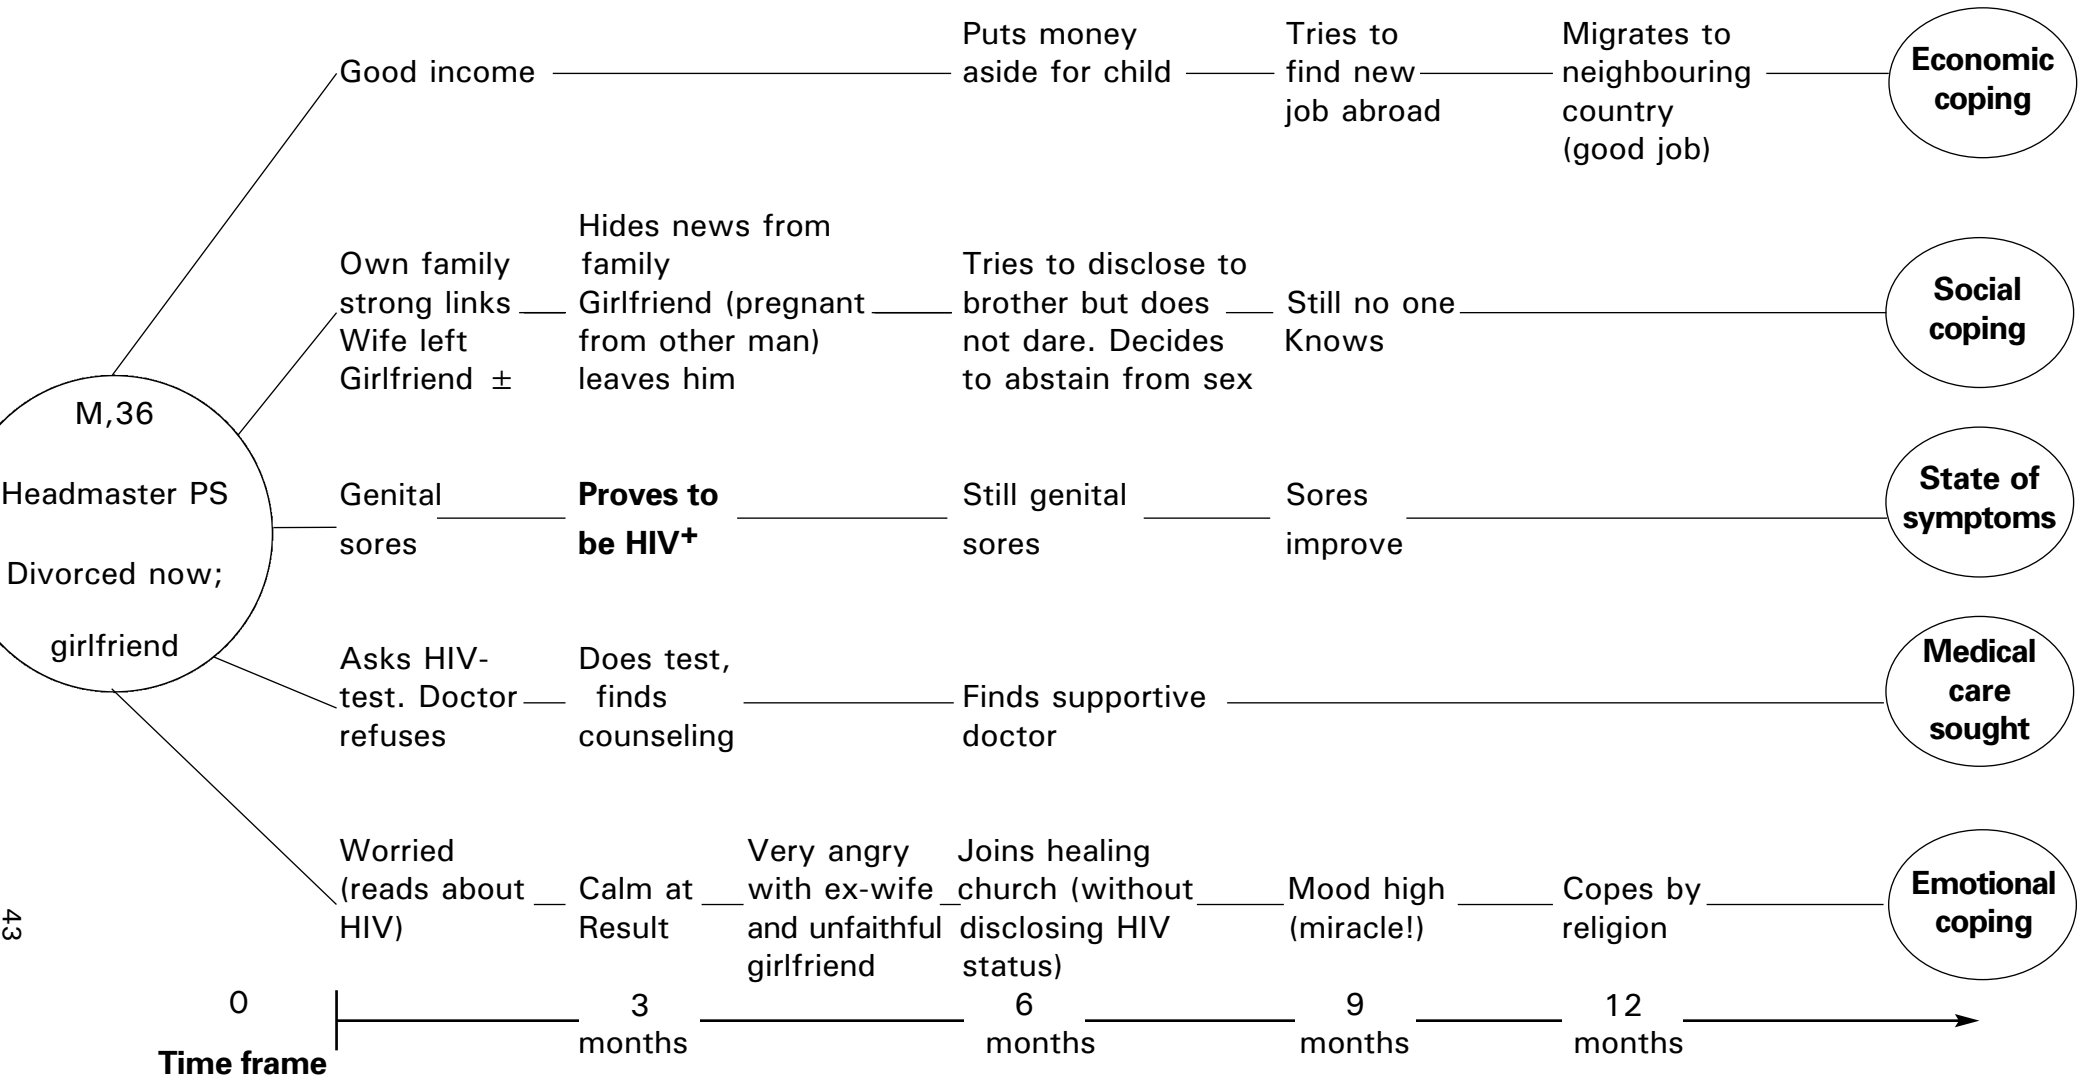 M,36
Headmaster PS
Divorced now;
girlfriend
Good income
Puts money
aside for child
Tries to
find new
job abroad
Migrates to
neighbouring
country
(good job)
Economic
coping
Own family
strong links
Wife left
Girlfriend ±
Hides news from
family
Girlfriend (pregnant
from other man)
leaves him
Tries to disclose to
brother but does
not dare. Decides
to abstain from sex
Still no one
Knows
Social
coping
Genital
sores
Proves to
be HIV+
Still genital
sores
Sores
improve
State of
symptoms
Asks HIV-
test. Doctor
refuses
Does test,
finds
counseling
Finds supportive
doctor
Medical
care
sought
Worried
(reads about
HIV)
Calm at
Result
Very angry
with ex-wife
and unfaithful
girlfriend
Joins healing
church (without
disclosing HIV
status)
Mood high
(miracle!)
Copes by
religion
Emotional
coping
0
3
months
6
months
9
months
12
months
Time frame
43